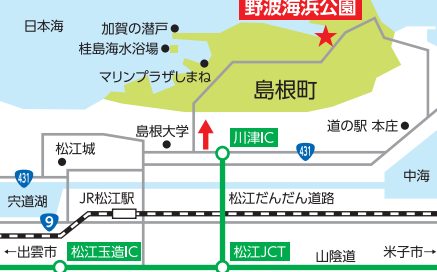 野波海浜公園
日本海
加賀の潜戸
桂島海水浴場
マリンプラザしまね
島根町
島根大学
川津IC
道の駅 本庄
松江城
431
431
中海
宍道湖
JR松江駅
松江だんだん道路
9
←出雲市
松江玉造IC
松江JCT
山陰道
米子市→